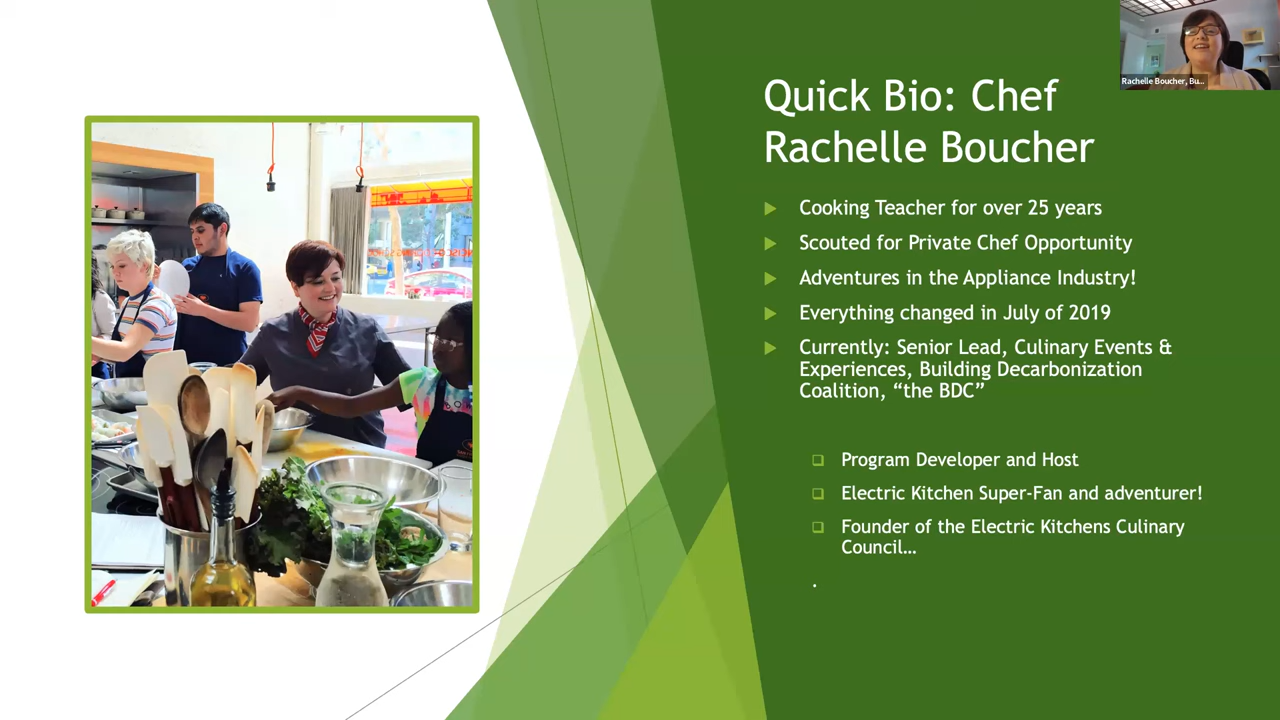 Quick Bio: Chef
Rachelle Boucher
Cooking Teacher for over 25 years
Scouted for Private Chef Opportunity
Adventures in the Appliance Industry!
Everything changed in July of 2019
Currently: Senior Lead, Culinary Events &
Experiences, Building Decarbonization
Coalition, “the BDC”
Program Developer and Host
Electric Kitchen Super-Fan and adventurer!
Founder of the Electric Kitchens Culinary
Council…
.
Rachelle Boucher, Bu...